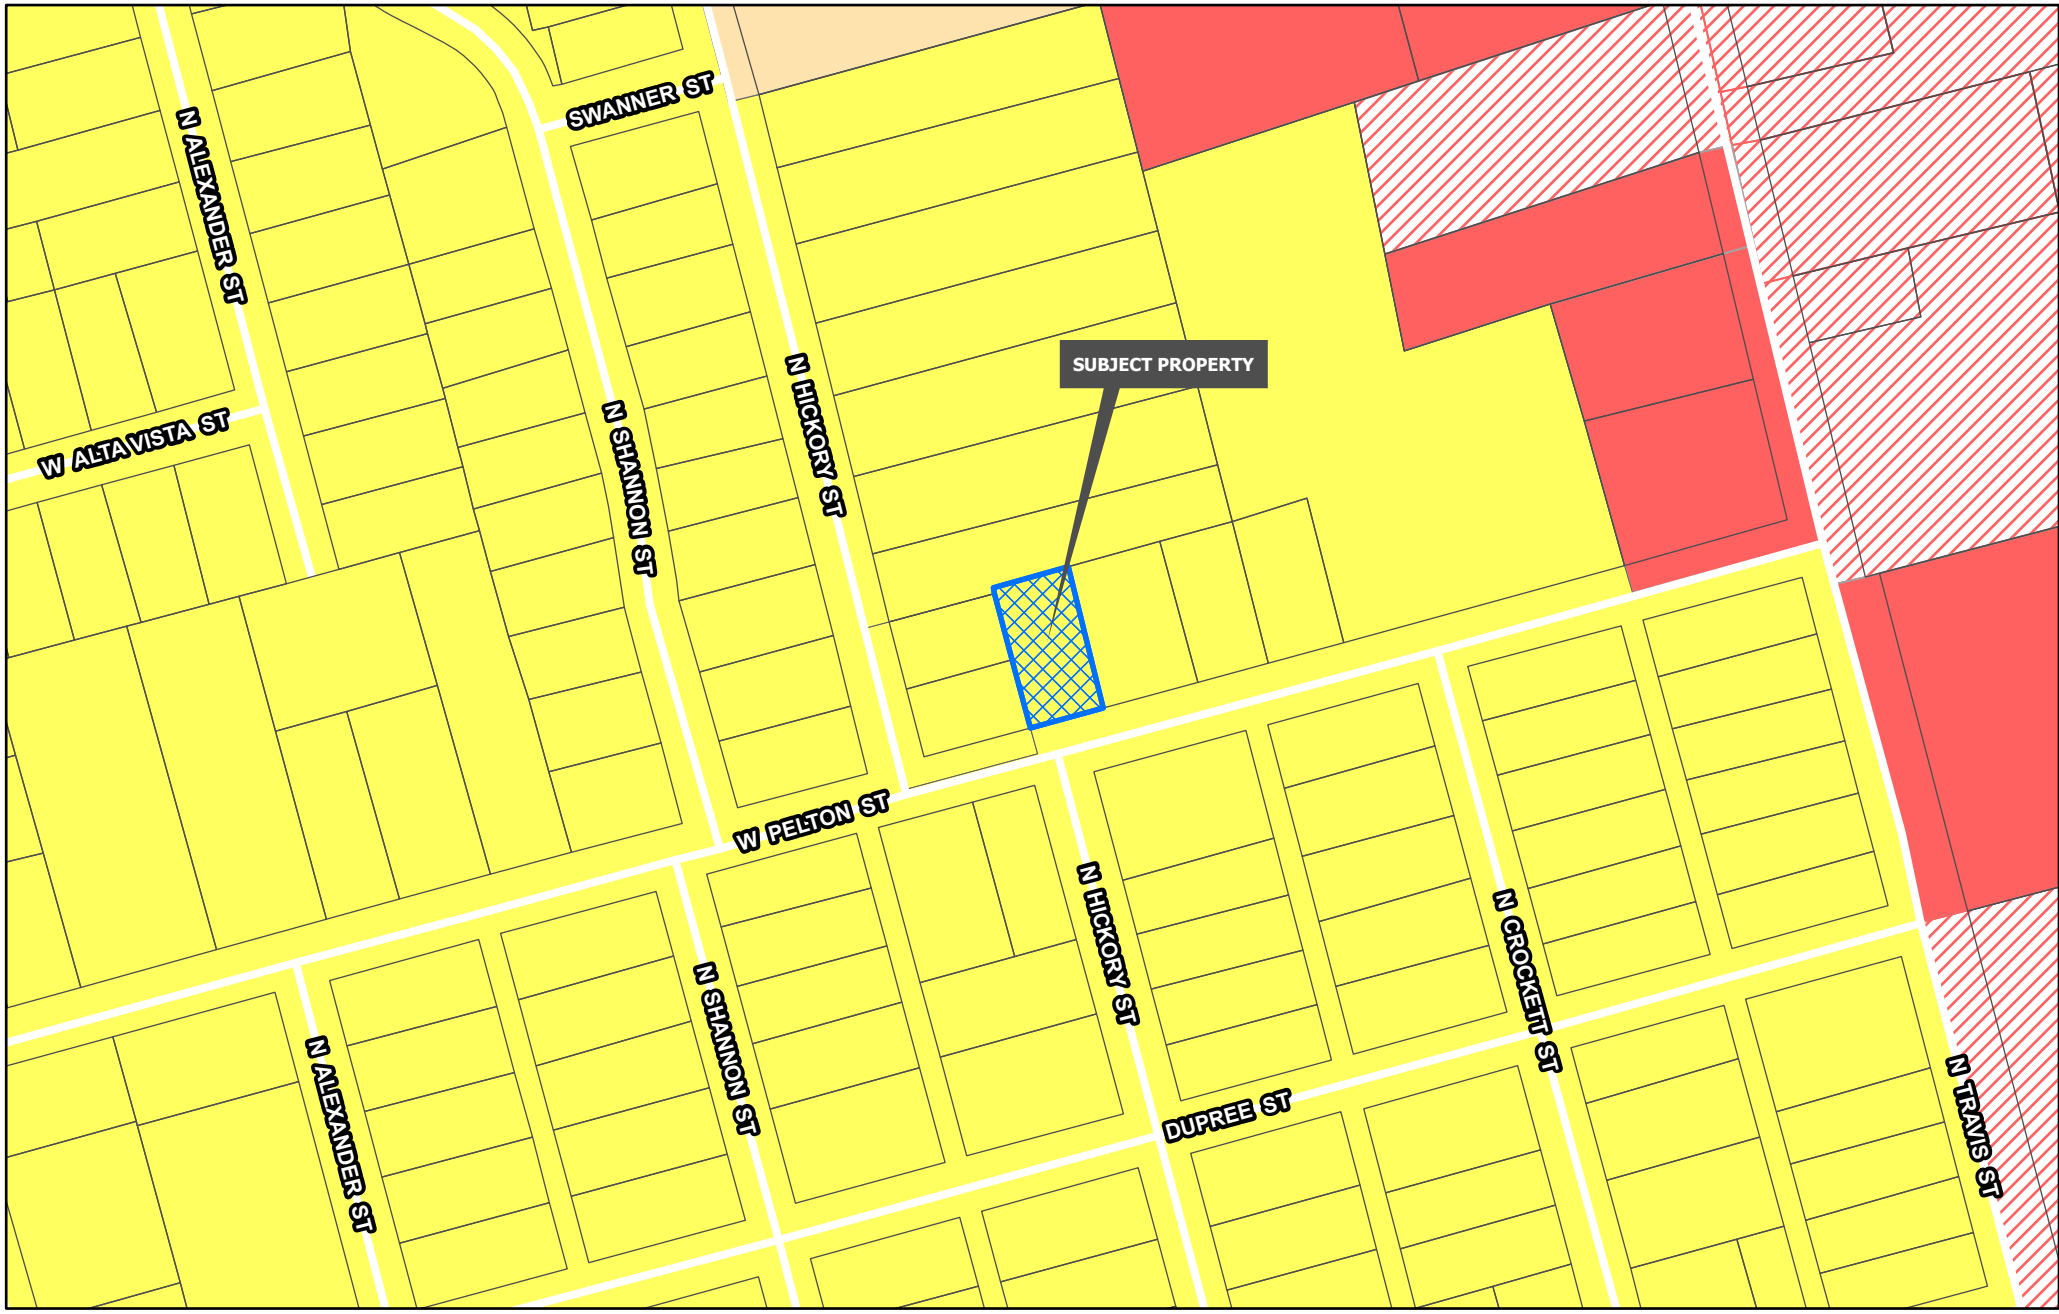 SWANNER ST
N ALEXANDER ST
N HICKORY ST
SUBJECT PROPERTY
W ALTA VISTA ST
N SHANNON ST
W PELTON ST
N HICKORY ST
N CROCKETT ST
N SHANNON ST
N ALEXANDER ST
DUPREE ST
N TRAVIS ST